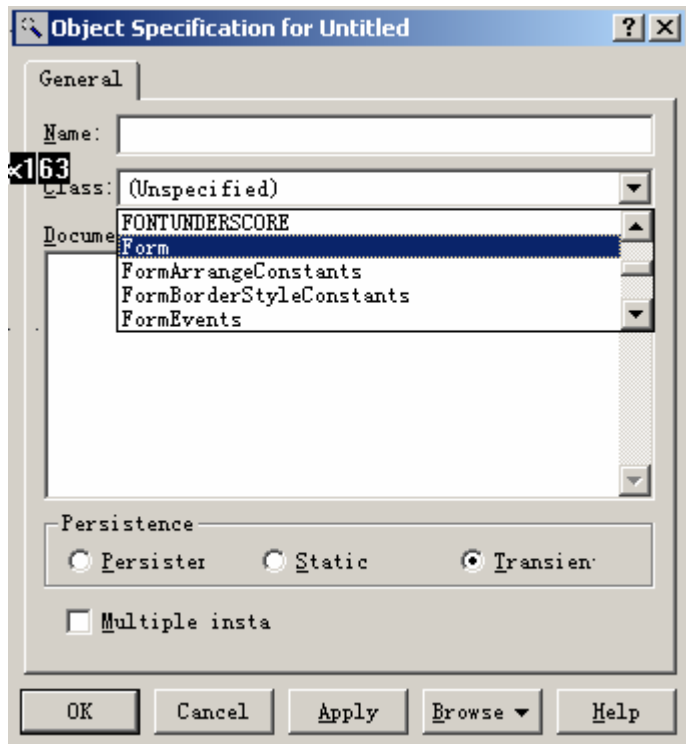 Object Specification for Untitled
General
Name:
×163
Class: (Unspecified)
FONTUNDERSCORE
Docume
Form
FormArrangeConstants
FormBorderStyleConstants
FormEvents
Persistence
Persister Static Transien
Multiple insta
OK Cancel Apply Browse Help